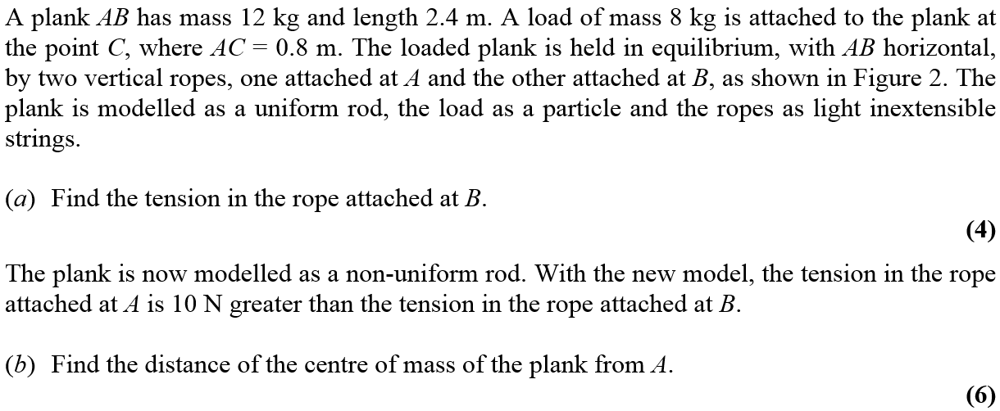 A plank AB has mass 12 kg and length 2.4 m. A load of mass 8 kg is attached to the plank at
the point C, where AC = 0.8 m. The loaded plank is held in equilibrium, with AB horizontal,
by two vertical ropes, one attached at A and the other attached at B, as shown in Figure 2. The
plank is modelled as a uniform rod, the load as a particle and the ropes as light inextensible
strings.
(a) Find the tension in the rope attached at B.
(4)
The plank is now modelled as a non-uniform rod. With the new model, the tension in the rope
attached at A is 10 N greater than the tension in the rope attached at B.
(b) Find the distance of the centre of mass of the plank from A.
(6)